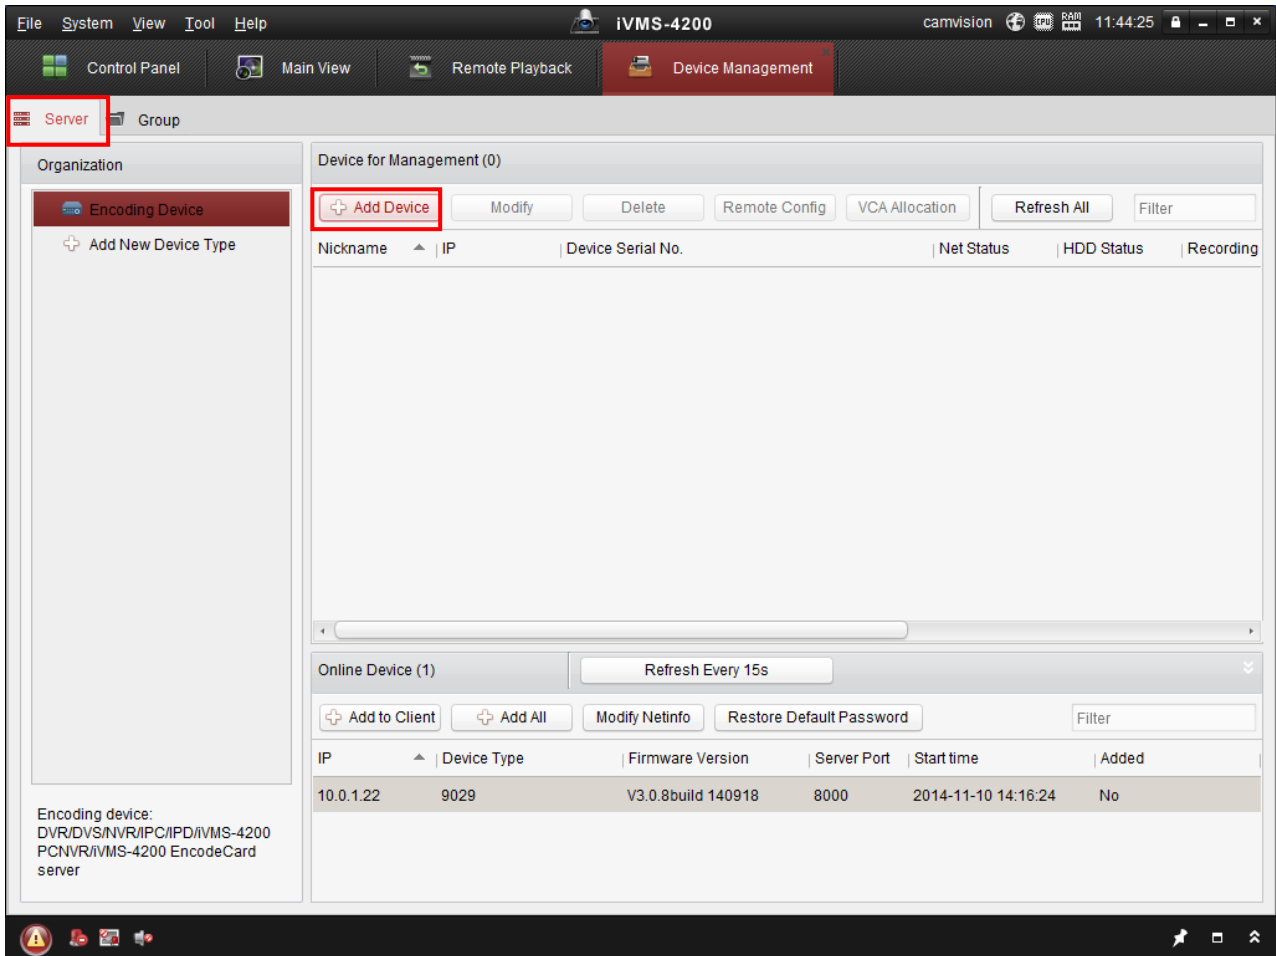 File System View Tool Help iVMS-4200 camvision CPU RAM 11:44:25
Control Panel Main View Remote Playback Device Management
Server Group
Organization
Encoding Device
Add New Device Type
Encoding device:
DVR/DVS/NVR/IPC/IPD/iVMS-4200
PCNVR/iVMS-4200 EncodeCard
server
Device for Management (0)
Add Device Modify Delete Remote Config VCA Allocation Refresh All Filter
Nickname IP Device Serial No. Net Status HDD Status Recording
Online Device (1) Refresh Every 15s
Add to Client Add All Modify Netinfo Restore Default Password Filter
IP Device Type Firmware Version Server Port Start time Added
10.0.1.22 9029 V3.0.8build 140918 8000 2014-11-10 14:16:24 No